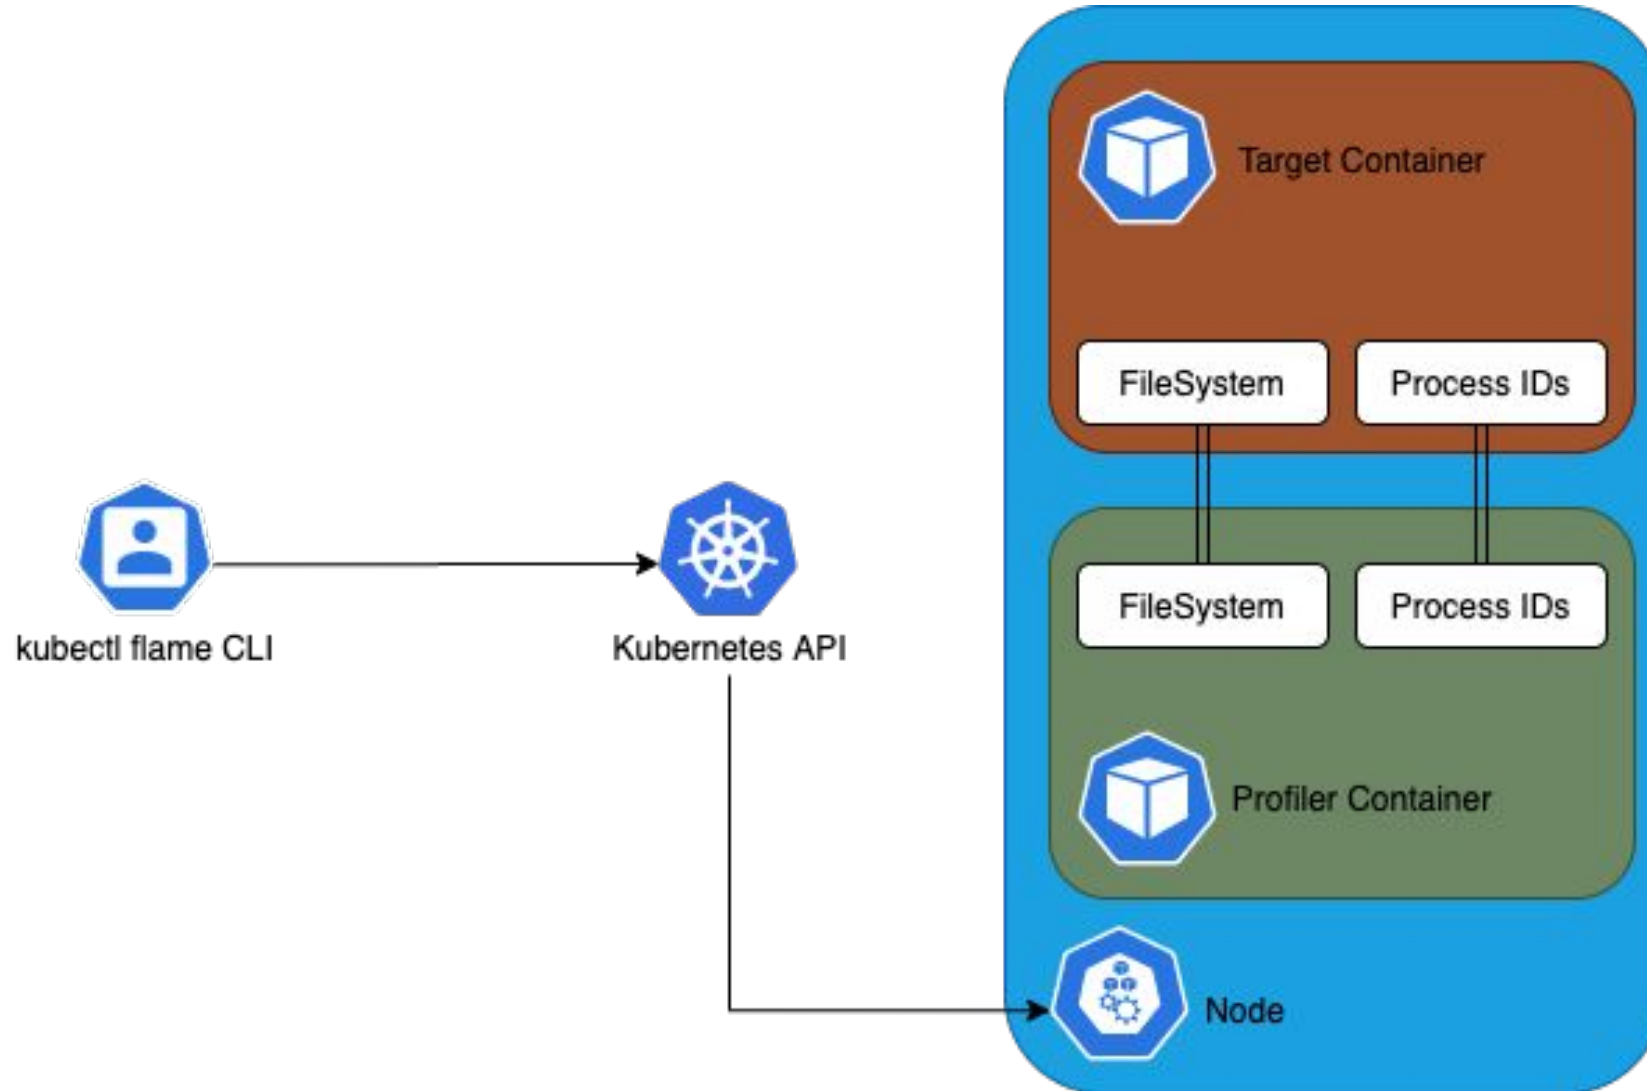 Target Container
FileSystem
Process IDs
kubectl flame CLI
Kubernetes API
FileSystem
Process IDs
Profiler Container
Node